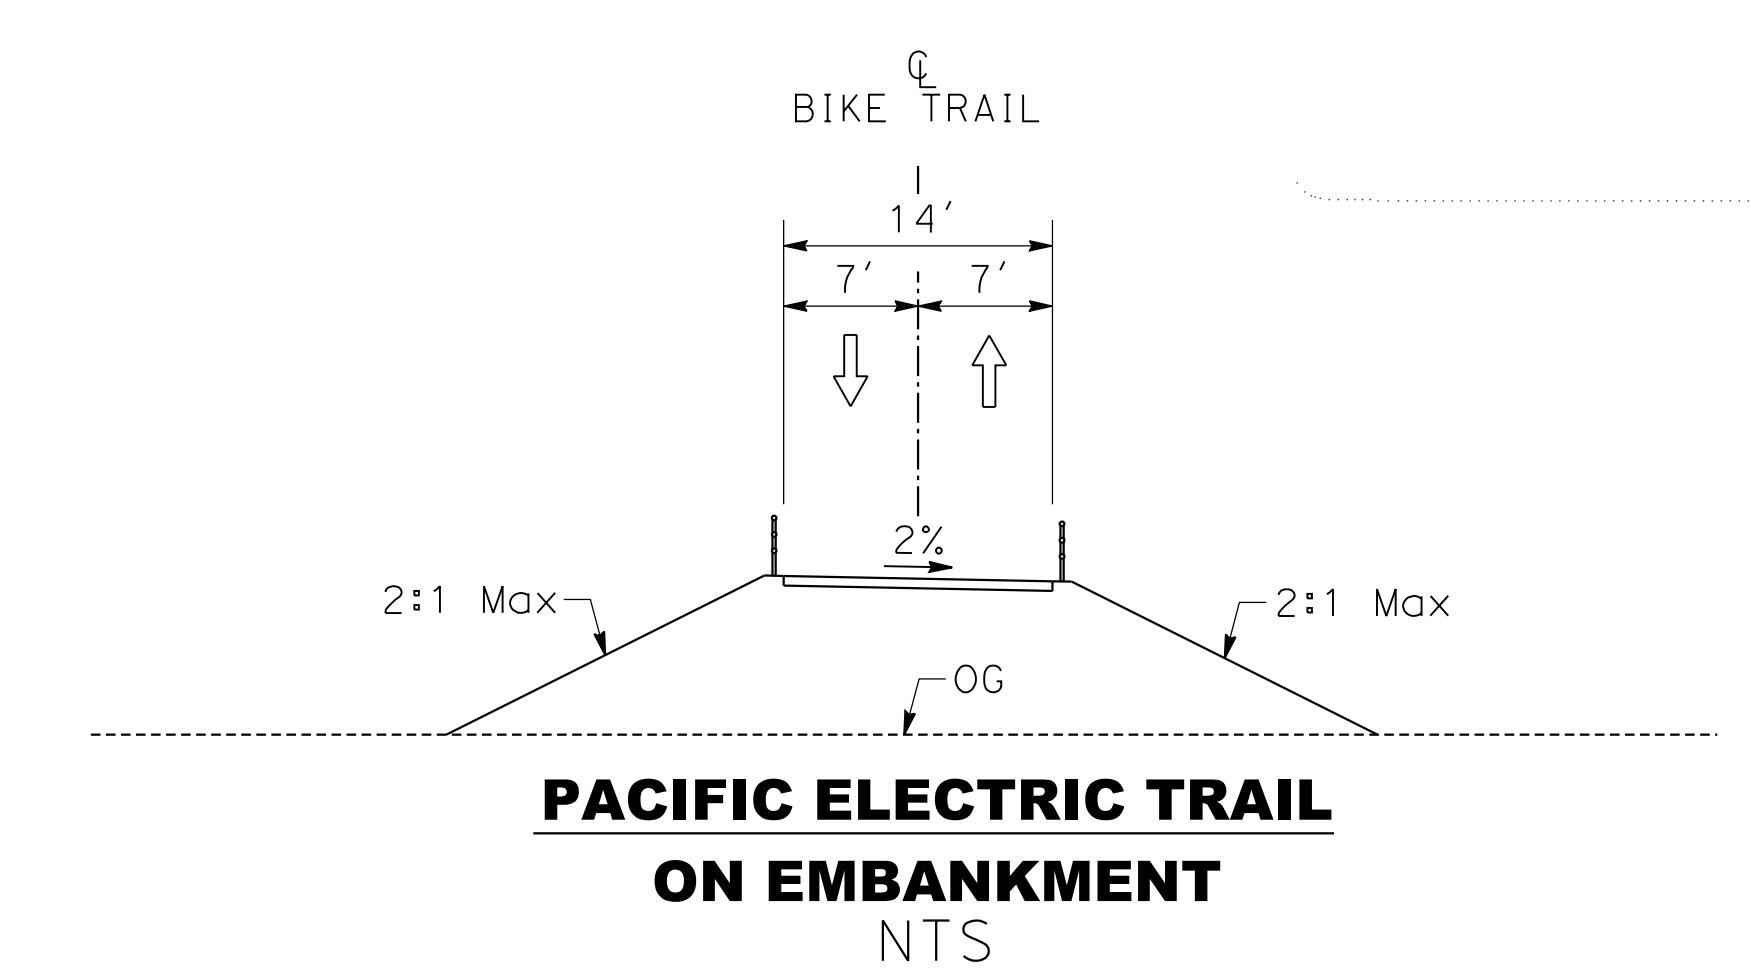 ℄
BIKE TRAIL
14'
7' 7'
2%
2:1 Max
2:1 Max
OG
PACIFIC ELECTRIC TRAIL
ON EMBANKMENT
NTS